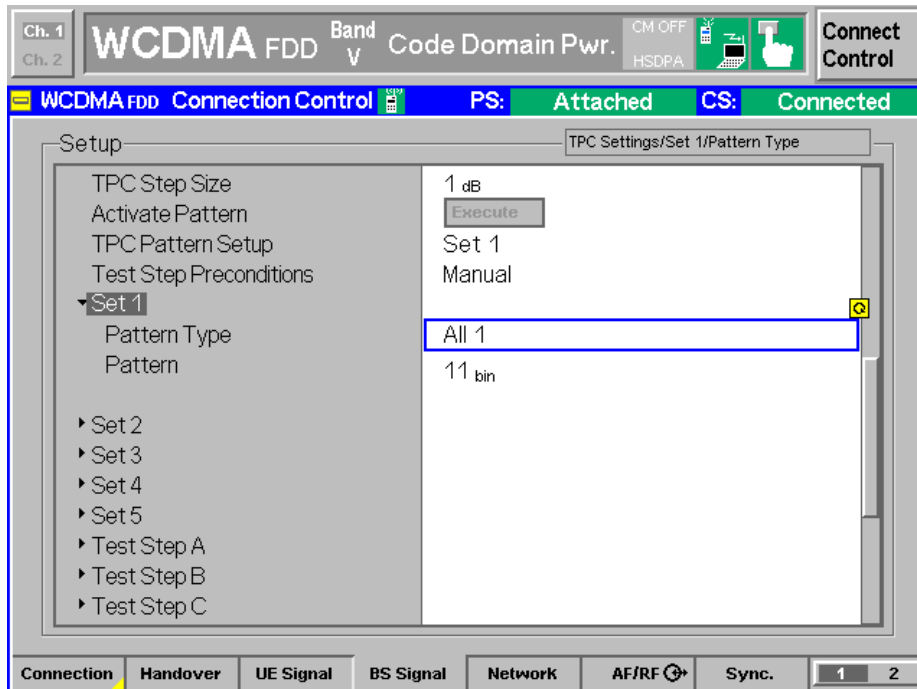 Ch. 1
Ch. 2
WCDMA FDD Band V Code Domain Pwr.
CM OFF
HSDPA
Connect Control
WCDMA FDD Connection Control PS: Attached CS: Connected
Setup
TPC Settings/Set 1/Pattern Type
TPC Step Size 1 dB
Activate Pattern Execute
TPC Pattern Setup Set 1
Test Step Preconditions Manual
Set 1
Pattern Type All 1
Pattern 11 bin
Set 2
Set 3
Set 4
Set 5
Test Step A
Test Step B
Test Step C
Connection Handover UE Signal BS Signal Network AF/RF Sync. 1 2